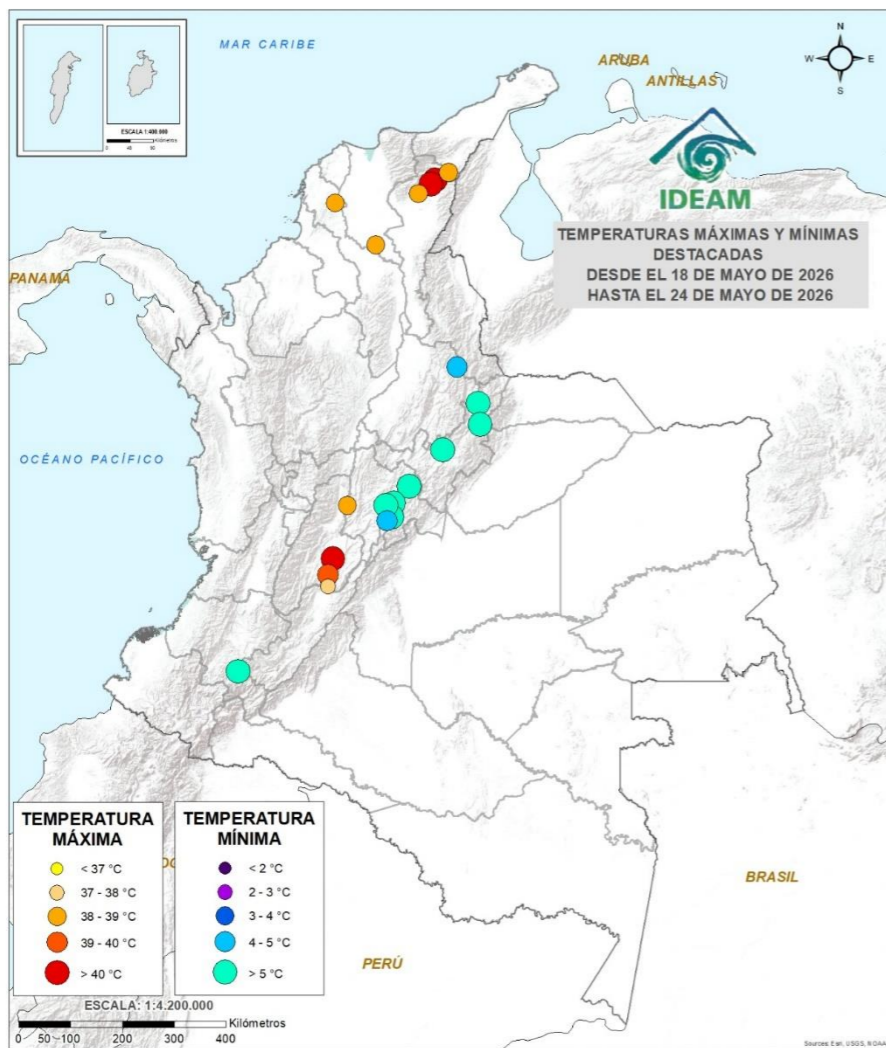 MAR CARIBE
N
W
E
S
ARUBA
ANTILLAS
ESCALA 1:400.000
Kilómetros
IDEAM
TEMPERATURAS MÁXIMAS Y MÍNIMAS
DESTACADAS
DESDE EL 18 DE MAYO DE 2026
HASTA EL 24 DE MAYO DE 2026
PANAMA
OCÉANO PACÍFICO
TEMPERATURA
MÁXIMA
< 37 °C
37 - 38 °C
38 - 39 °C
39 - 40 °C
> 40 °C
TEMPERATURA
MÍNIMA
< 2 °C
2 - 3 °C
3 - 4 °C
4 - 5 °C
> 5 °C
BRASIL
PERÚ
ESCALA: 1:4.200.000
Kilómetros
0 50 100 200 300 400
Sources: Esri, USGS, NOAA